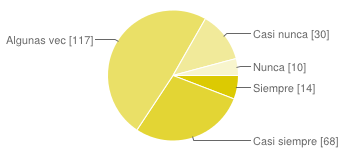 Casi nunca [30]
Algunas vec [117]
Nunca [10]
Siempre [14]
Casi siempre [68]